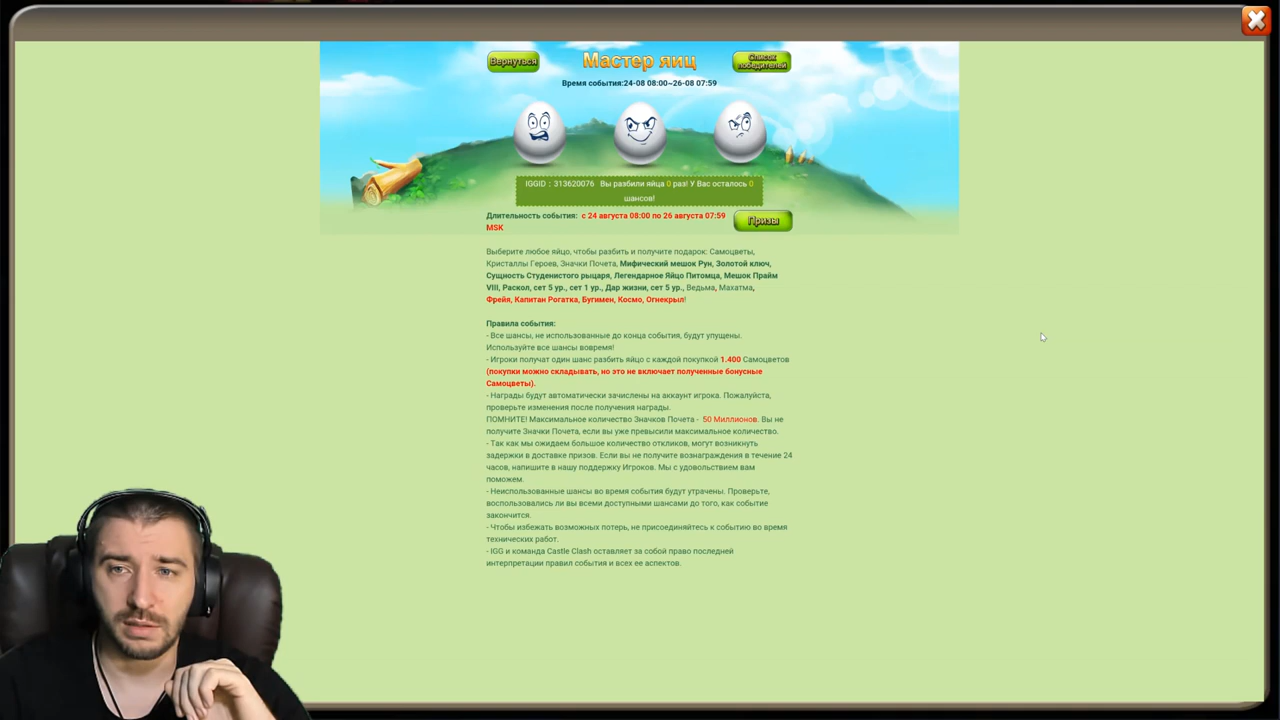 Вернуться
Мастер яиц
Список
победителей
Время события:24-08 08:00~26-08 07:59
IGGID : 313620076 Вы разбили яйца 0 раз! У Вас осталось 0
шансов!
Длительность события: с 24 августа 08:00 по 26 августа 07:59
MSK
Призы
Выберите любое яйцо, чтобы разбить и получите подарок: Самоцветы,
Кристаллы Героев, Значки Почета, Мифический мешок Рун, Золотой ключ,
Сущность Студенистого рыцаря, Легендарное Яйцо Питомца, Мешок Прайм
VIII, Раскол, сет 5 ур., сет 1 ур., Дар жизни, сет 5 ур., Ведьма, Махатма,
Фрейя, Капитан Рогатка, Бугимен, Космо, Огнекрыл!
Правила события:
- Все шансы, не использованные до конца события, будут упущены.
Используйте все шансы вовремя!
- Игроки получат один шанс разбить яйцо с каждой покупкой 1.400 Самоцветов
(покупки можно складывать, но это не включает полученные бонусные
Самоцветы).
- Награды будут автоматически зачислены на аккаунт игрока. Пожалуйста,
проверьте изменения после получения награды.
ПОМНИТЕ! Максимальное количество Значков Почета - 50 Миллионов. Вы не
получите Значки Почета, если вы уже превысили максимальное количество.
- Так как мы ожидаем большое количество откликов, могут возникнуть
задержки в доставке призов. Если вы не получите вознаграждения в течение 24
часов, напишите в нашу поддержку Игроков. Мы с удовольствием вам
поможем.
- Неиспользованные шансы во время события будут утрачены. Проверьте,
воспользовались ли вы всеми доступными шансами до того, как событие
закончится.
- Чтобы избежать возможных потерь, не присоединяйтесь к событию во время
технических работ.
- IGG и команда Castle Clash оставляет за собой право последней
интерпретации правил события и всех ее аспектов.